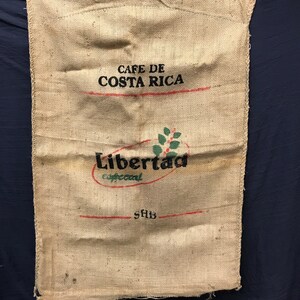 CAFE DE
COSTA RICA
Libertad
SHB